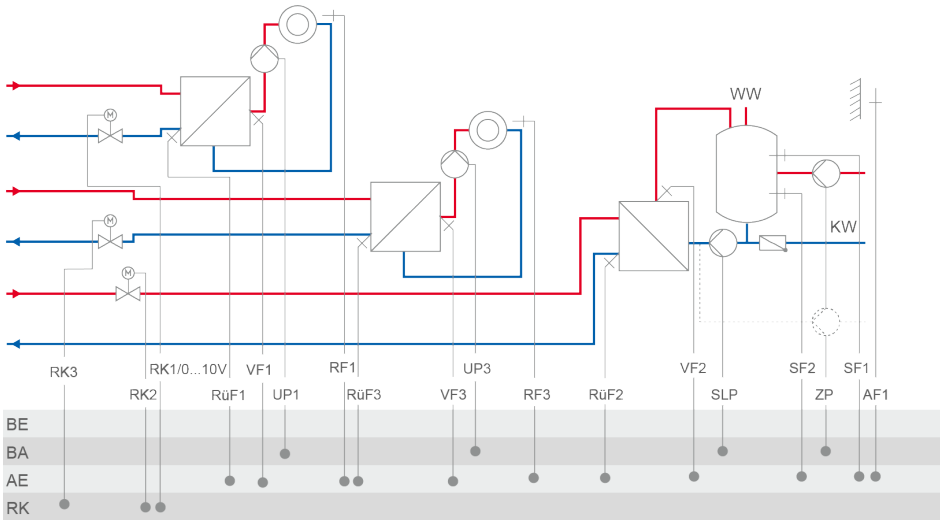 M
WW
M
KW
M
RK3 RK1/0...10V VF1 RF1 UP3 VF2 SF2 SF1
RK2 RüF1 UP1 RüF3 VF3 RF3 RüF2 SLP ZP AF1
BE
BA
AE
RK